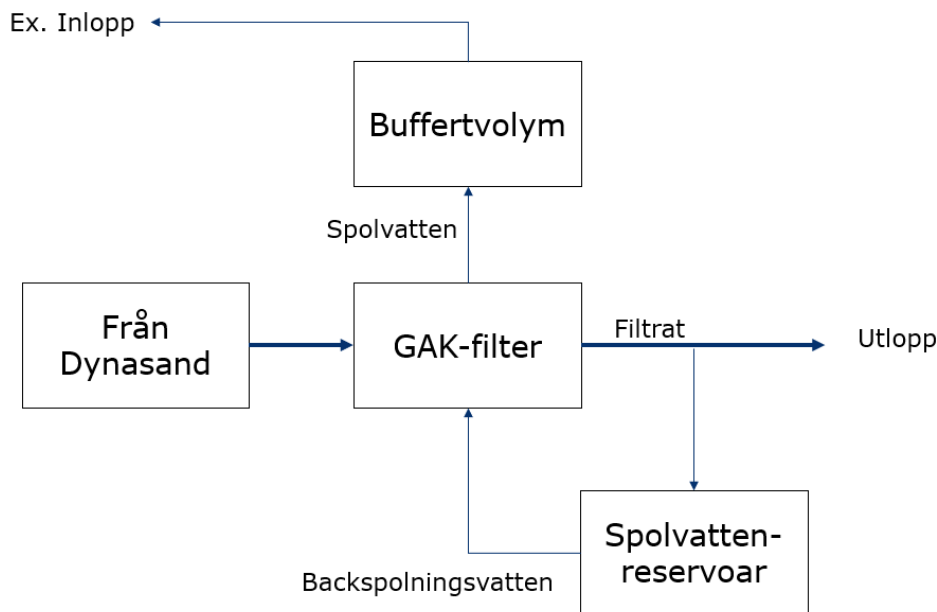 Ex. Inlopp
Buffertvolym
Spolvatten
Från
Dynasand
GAK-filter
Filtrat
Utlopp
Spolvatten-
reservoar
Backspolningsvatten